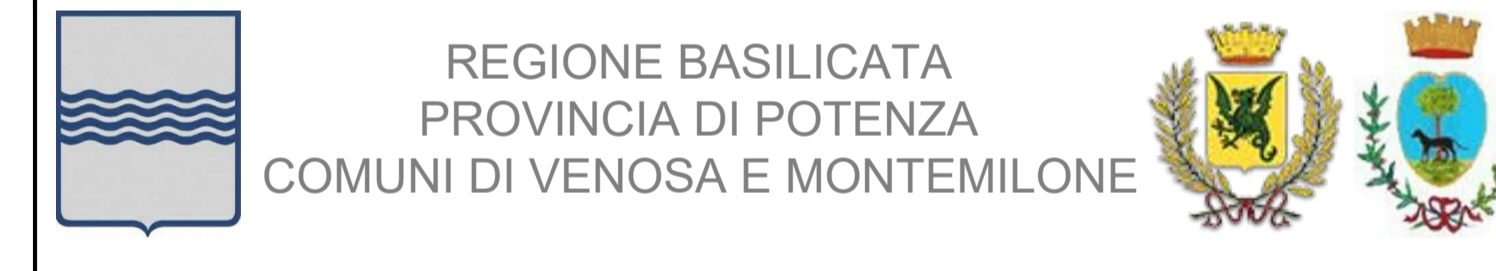 REGIONE BASILICATA
PROVINCIA DI POTENZA
COMUNI DI VENOSA E MONTEMILONE